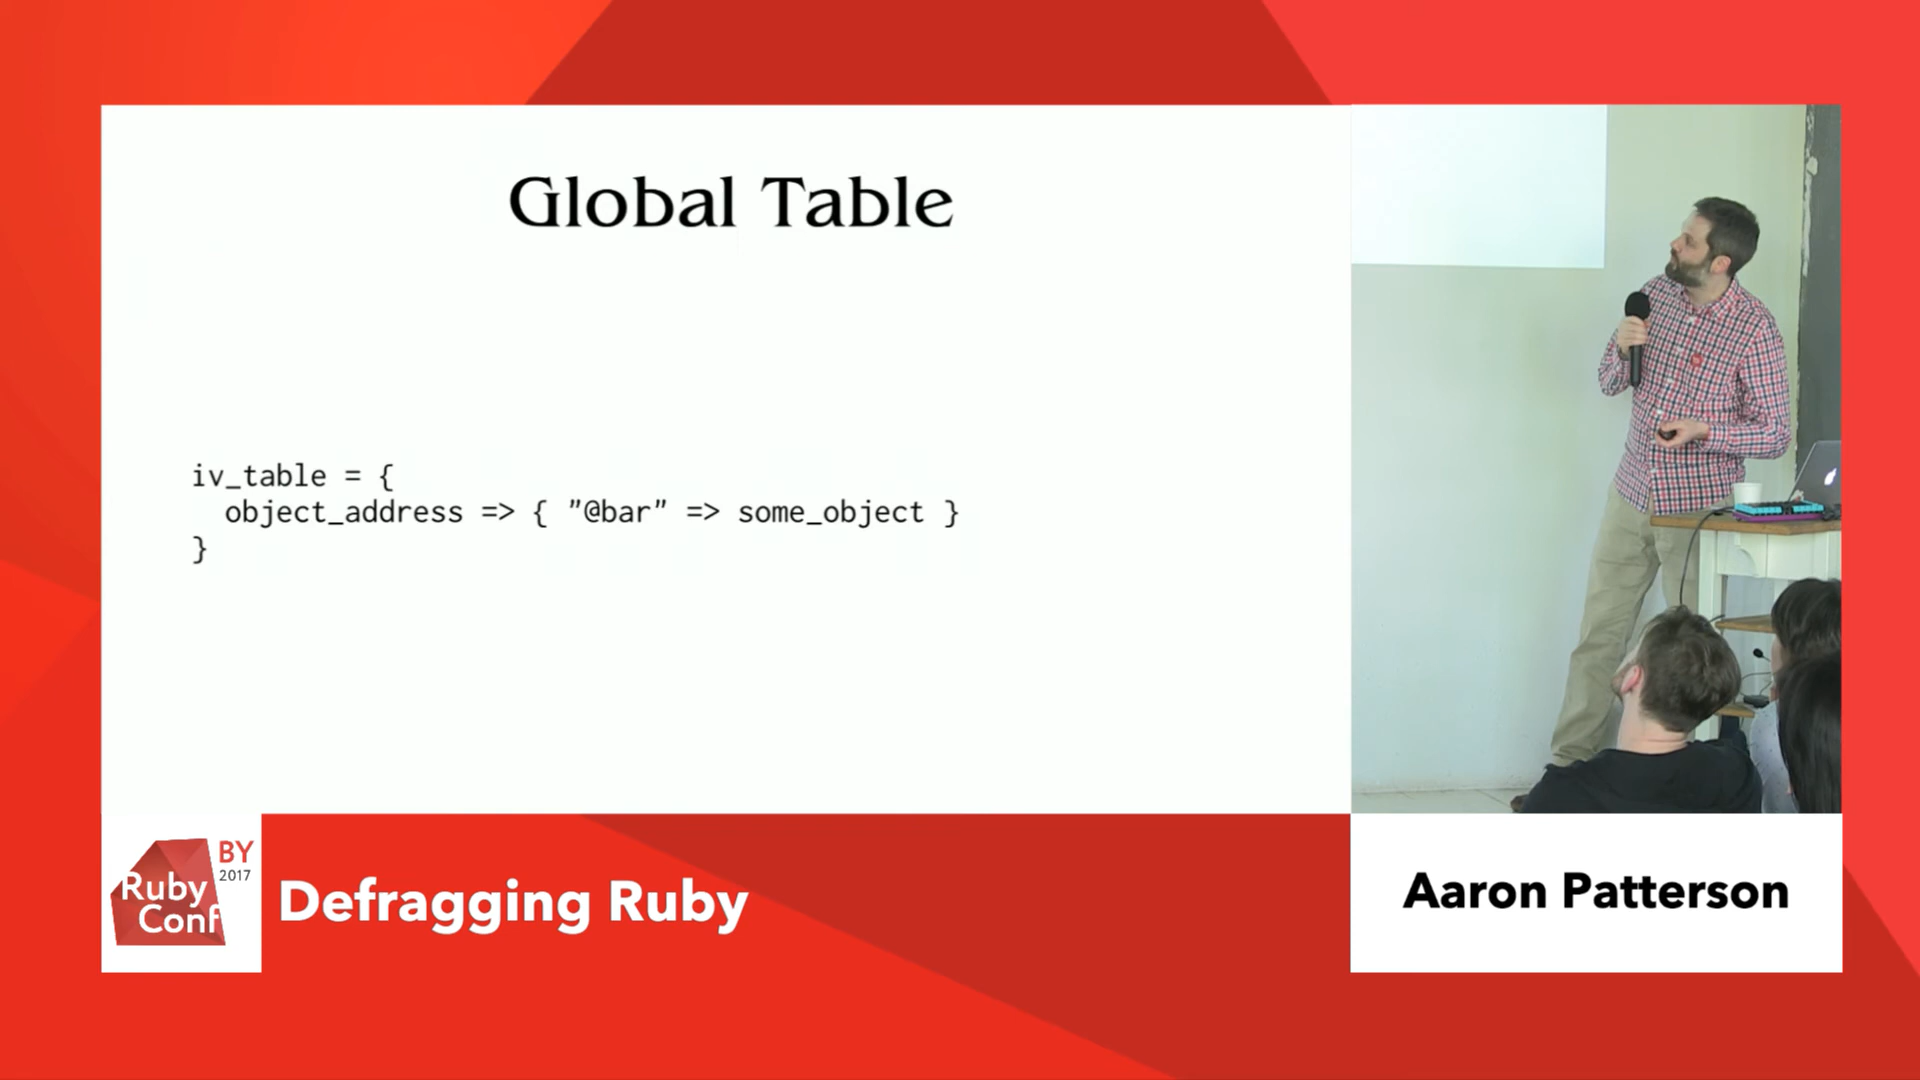 Global Table
iv_table = {
object_address => { "@bar" => some_object }
}
BY
2017
Ruby
Conf
Defragging Ruby
Aaron Patterson